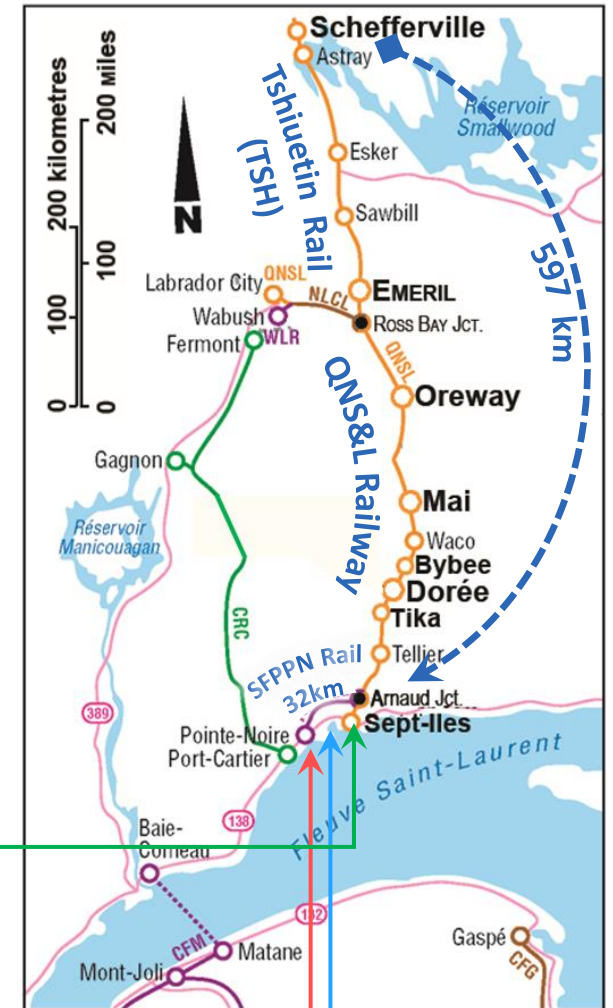 Schefferville
Astray
Réservoir
Smallwood
Esker
Sawbill
Tshiuetin Rail
(TSH)
200 kilometres
100
0
200 MILES
100
0
N
597 km
QNSL
Labrador City
NLCL
EMERIL
Wabush
WLR
ROSS BAY JCT.
Fermont
QNSL
QNS&L Railway
Oreway
Gagnon
Mai
Réservoir
Manicouagan
Waco
Bybee
Dorée
Tika
CRC
Tellier
SFPPN Rail
32km
Arnaud Jct.
389
Sept-Iles
Pointe-Noire
Port-Cartier
Fleuve Saint-Laurent
138
Baie-
Comeau
132
CFM
Matane
Mont-Joli
Gaspé
CFG